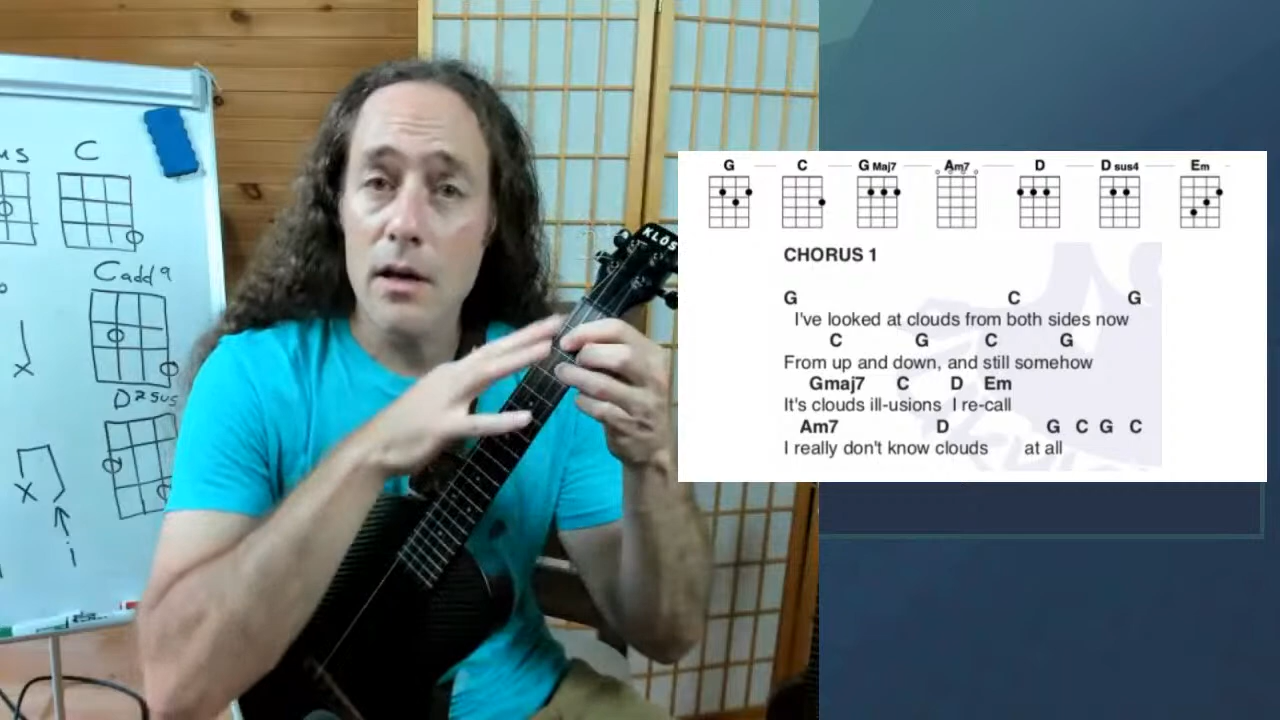 us C
Cadd9
D2sus
x
x
i
KLOS
G C G Maj7 Am7 D D sus4 Em
CHORUS 1
G C G
I've looked at clouds from both sides now
C G C G
From up and down, and still somehow
Gmaj7 C D Em
It's clouds ill-usions I re-call
Am7 D G C G C
I really don't know clouds at all